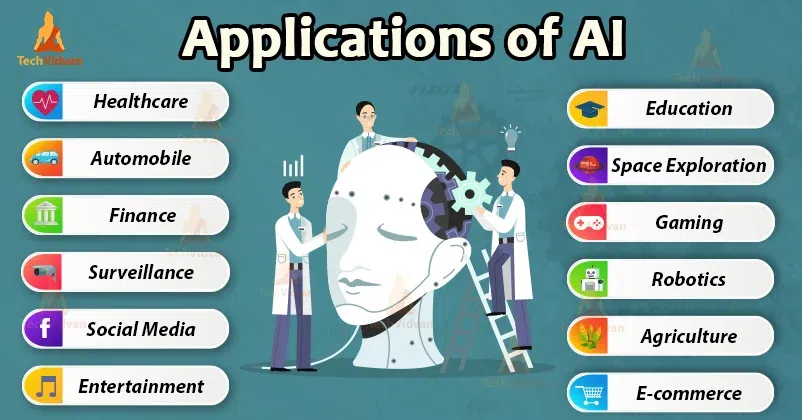 Applications of AI
TechVidvan
Healthcare
Automobile
Finance
Surveillance
Social Media
Entertainment
Education
Space Exploration
Gaming
Robotics
Agriculture
E-commerce